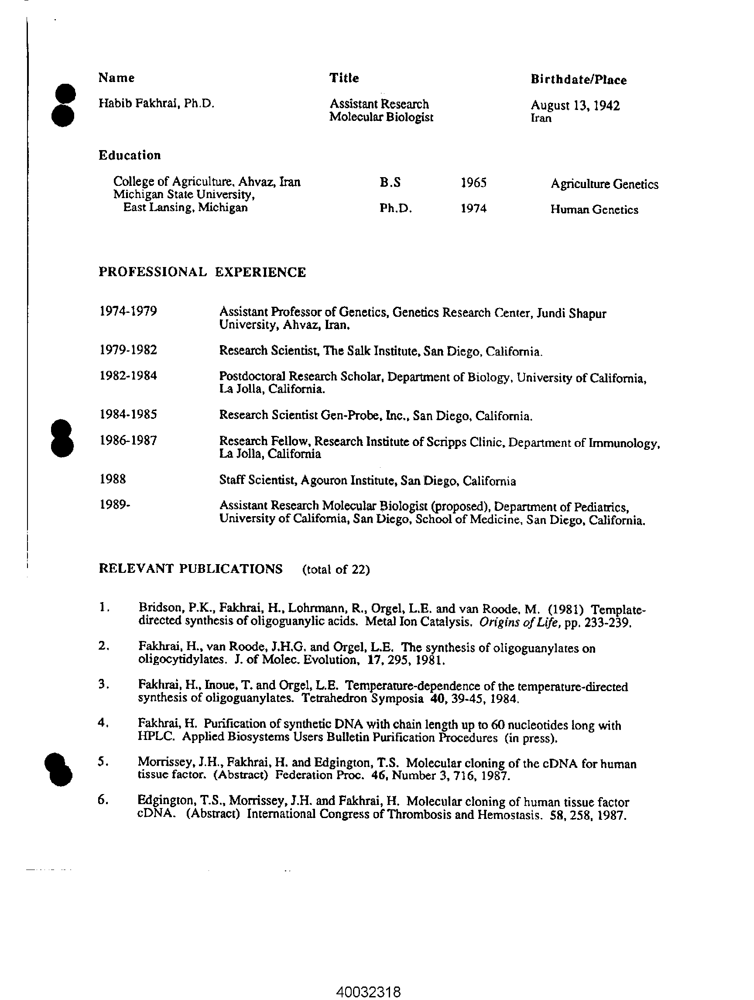 Name Title Birthdate/Place
Habib Fakhrai, Ph.D. Assistant Research August 13, 1942
Molecular Biologist Iran
Education
College of Agriculture, Ahvaz, Iran B.S 1965 Agriculture Genetics
Michigan State University,
East Lansing, Michigan Ph.D. 1974 Human Genetics
PROFESSIONAL EXPERIENCE
1974-1979 Assistant Professor of Genetics, Genetics Research Center, Jundi Shapur
University, Ahvaz, Iran.
1979-1982 Research Scientist, The Salk Institute, San Diego, California.
1982-1984 Postdoctoral Research Scholar, Department of Biology, University of California,
La Jolla, California.
1984-1985 Research Scientist Gen-Probe, Inc., San Diego, California.
1986-1987 Research Fellow, Research Institute of Scripps Clinic, Department of Immunology,
La Jolla, California
1988 Staff Scientist, Agouron Institute, San Diego, California
1989- Assistant Research Molecular Biologist (proposed), Department of Pediatrics,
University of California, San Diego, School of Medicine, San Diego, California.
RELEVANT PUBLICATIONS (total of 22)
1. Bridson, P.K., Fakhrai, H., Lohrmann, R., Orgel, L.E. and van Roode, M. (1981) Template-
directed synthesis of oligoguanylic acids. Metal Ion Catalysis. Origins of Life, pp. 233-239.
2. Fakhrai, H., van Roode, J.H.G. and Orgel, L.E. The synthesis of oligoguanylates on
oligocytidylates. J. of Molec. Evolution, 17, 295, 1981.
3. Fakhrai, H., Inoue, T. and Orgel, L.E. Temperature-dependence of the temperature-directed
synthesis of oligoguanylates. Tetrahedron Symposia 40, 39-45, 1984.
4. Fakhrai, H. Purification of synthetic DNA with chain length up to 60 nucleotides long with
HPLC. Applied Biosystems Users Bulletin Purification Procedures (in press).
5. Morrissey, J.H., Fakhrai, H. and Edgington, T.S. Molecular cloning of the cDNA for human
tissue factor. (Abstract) Federation Proc. 46, Number 3, 716, 1987.
6. Edgington, T.S., Morrissey, J.H. and Fakhrai, H. Molecular cloning of human tissue factor
cDNA. (Abstract) International Congress of Thrombosis and Hemostasis. 58, 258, 1987.
40032318